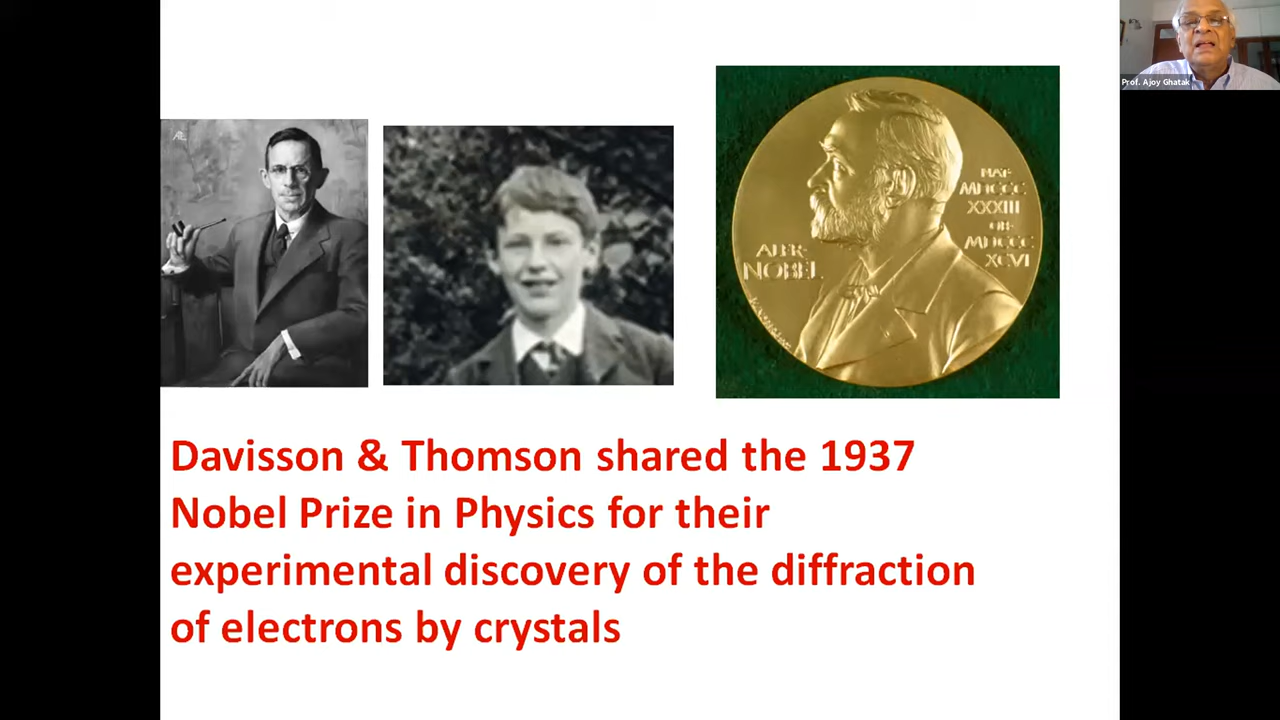 Prof. Ajoy Ghatak
ALFR·
NOBEL
NAT·
MDCCC
XXXIII
OB·
MDCCC
XCVI
Davisson & Thomson shared the 1937
Nobel Prize in Physics for their
experimental discovery of the diffraction
of electrons by crystals